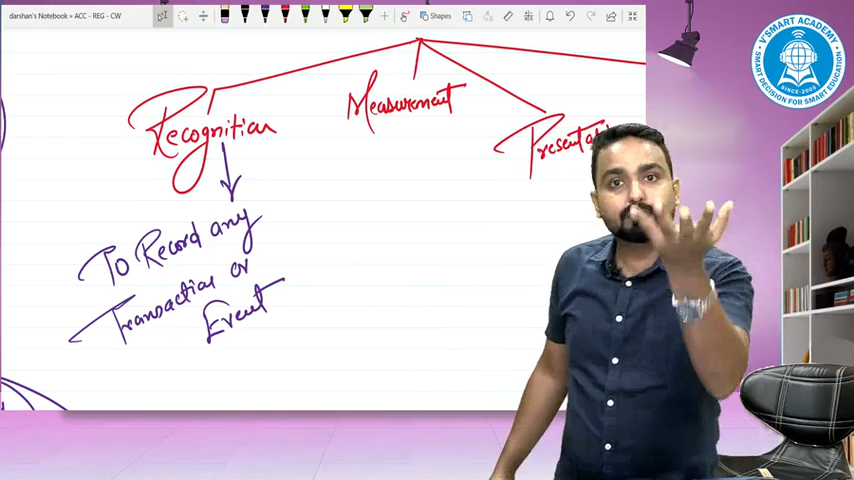 darshan's Notebook » ACC - REG - CW
Shapes
V'SMART ACADEMY
SINCE-2005
SMART DECISION FOR SMART EDUCATION
Recognition
Measurement
To Record any
Transaction or
Event